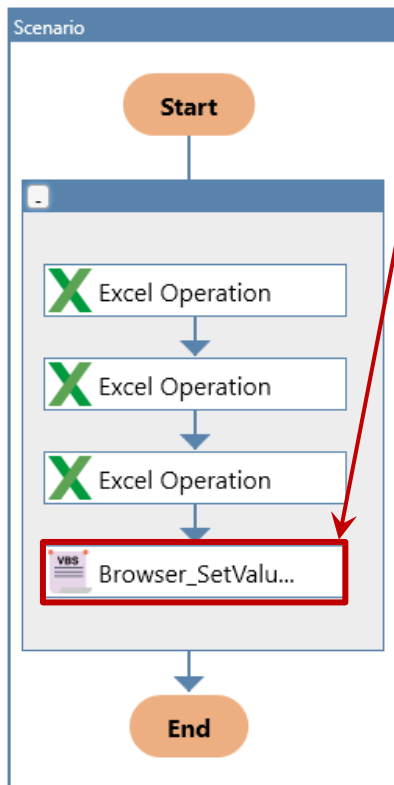 Scenario
Start
-
Excel Operation
Excel Operation
Excel Operation
VBS
Browser_SetValu...
End